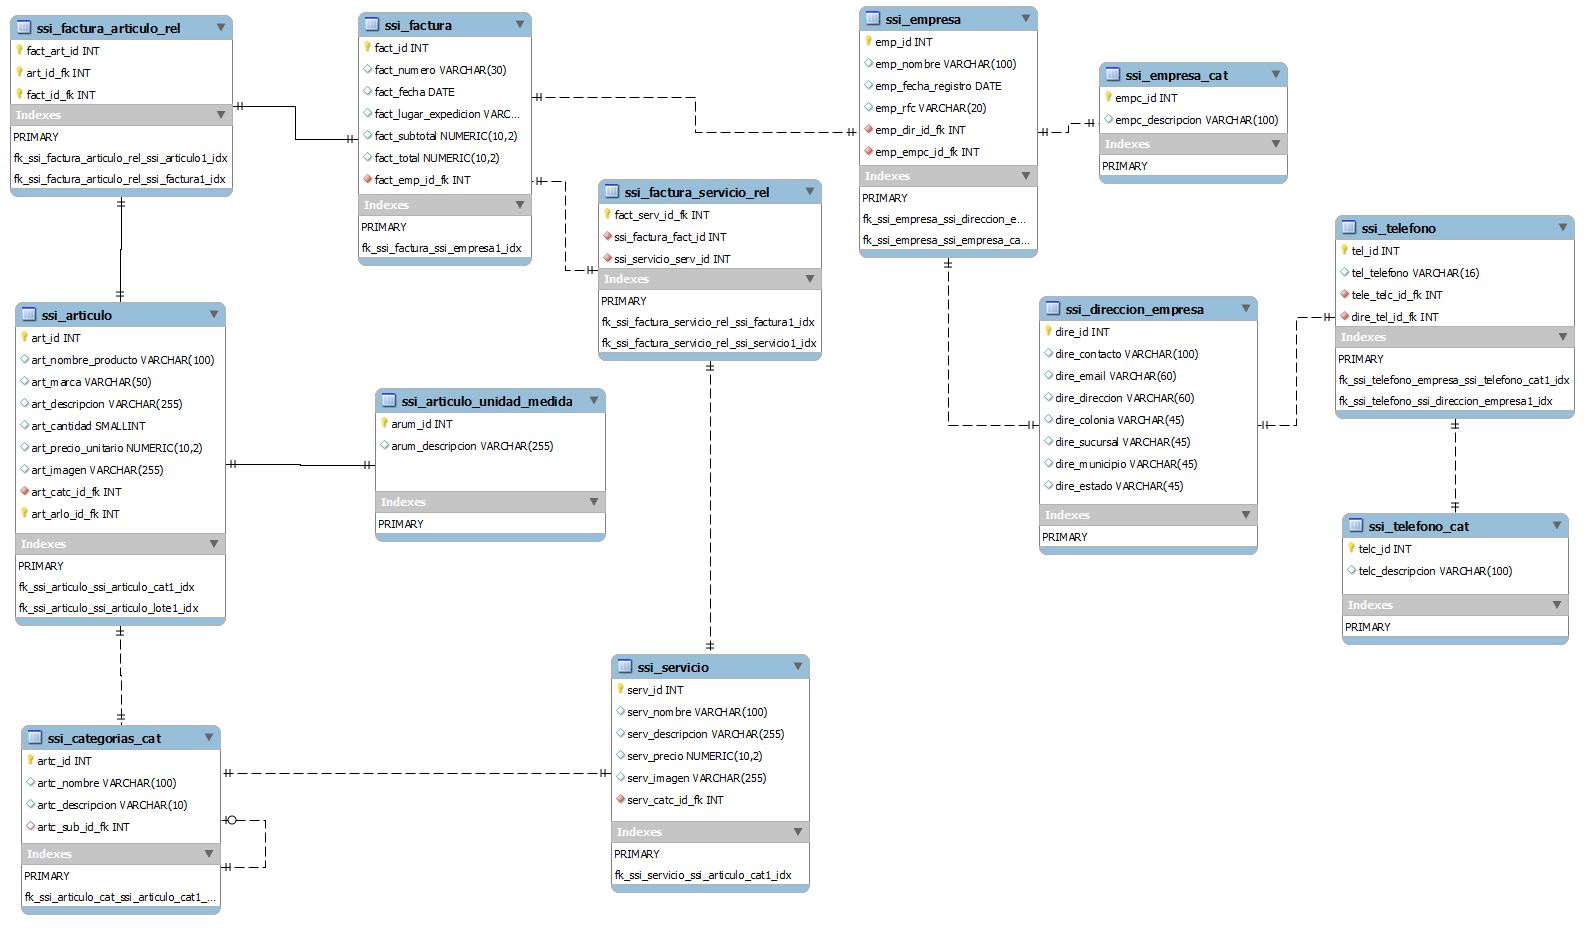 ssi_factura_articulo_rel
fact_art_id INT
art_id_fk INT
fact_id_fk INT
Indexes
PRIMARY
fk_ssi_factura_articulo_rel_ssi_articulo1_idx
fk_ssi_factura_articulo_rel_ssi_factura1_idx
ssi_factura
fact_id INT
fact_numero VARCHAR(30)
fact_fecha DATE
fact_lugar_expedicion VARC...
fact_subtotal NUMERIC(10,2)
fact_total NUMERIC(10,2)
fact_emp_id_fk INT
Indexes
PRIMARY
fk_ssi_factura_ssi_empresa1_idx
ssi_factura_servicio_rel
fact_serv_id_fk INT
ssi_factura_fact_id INT
ssi_servicio_serv_id INT
Indexes
PRIMARY
fk_ssi_factura_servicio_rel_ssi_factura1_idx
fk_ssi_factura_servicio_rel_ssi_servicio1_idx
ssi_empresa
emp_id INT
emp_nombre VARCHAR(100)
emp_fecha_registro DATE
emp_rfc VARCHAR(20)
emp_dir_id_fk INT
emp_empc_id_fk INT
Indexes
PRIMARY
fk_ssi_empresa_ssi_direccion_e...
fk_ssi_empresa_ssi_empresa_ca...
ssi_empresa_cat
empc_id INT
empc_descripcion VARCHAR(100)
Indexes
PRIMARY
ssi_telefono
tel_id INT
tel_telefono VARCHAR(16)
tele_telc_id_fk INT
dire_tel_id_fk INT
Indexes
PRIMARY
fk_ssi_telefono_empresa_ssi_telefono_cat1_idx
fk_ssi_telefono_ssi_direccion_empresa1_idx
ssi_direccion_empresa
dire_id INT
dire_contacto VARCHAR(100)
dire_email VARCHAR(60)
dire_direccion VARCHAR(60)
dire_colonia VARCHAR(45)
dire_sucursal VARCHAR(45)
dire_municipio VARCHAR(45)
dire_estado VARCHAR(45)
Indexes
PRIMARY
ssi_articulo
art_id INT
art_nombre_producto VARCHAR(100)
art_marca VARCHAR(50)
art_descripcion VARCHAR(255)
art_cantidad SMALLINT
art_precio_unitario NUMERIC(10,2)
art_imagen VARCHAR(255)
art_catc_id_fk INT
art_arlo_id_fk INT
Indexes
PRIMARY
fk_ssi_articulo_ssi_articulo_cat1_idx
fk_ssi_articulo_ssi_articulo_lote1_idx
ssi_articulo_unidad_medida
arum_id INT
arum_descripcion VARCHAR(255)
Indexes
PRIMARY
ssi_telefono_cat
telc_id INT
telc_descripcion VARCHAR(100)
Indexes
PRIMARY
ssi_servicio
serv_id INT
serv_nombre VARCHAR(100)
serv_descripcion VARCHAR(255)
serv_precio NUMERIC(10,2)
serv_imagen VARCHAR(255)
serv_catc_id_fk INT
Indexes
PRIMARY
fk_ssi_servicio_ssi_articulo_cat1_idx
ssi_categorias_cat
artc_id INT
artc_nombre VARCHAR(100)
artc_descripcion VARCHAR(10)
artc_sub_id_fk INT
Indexes
PRIMARY
fk_ssi_articulo_cat_ssi_articulo_cat1_...